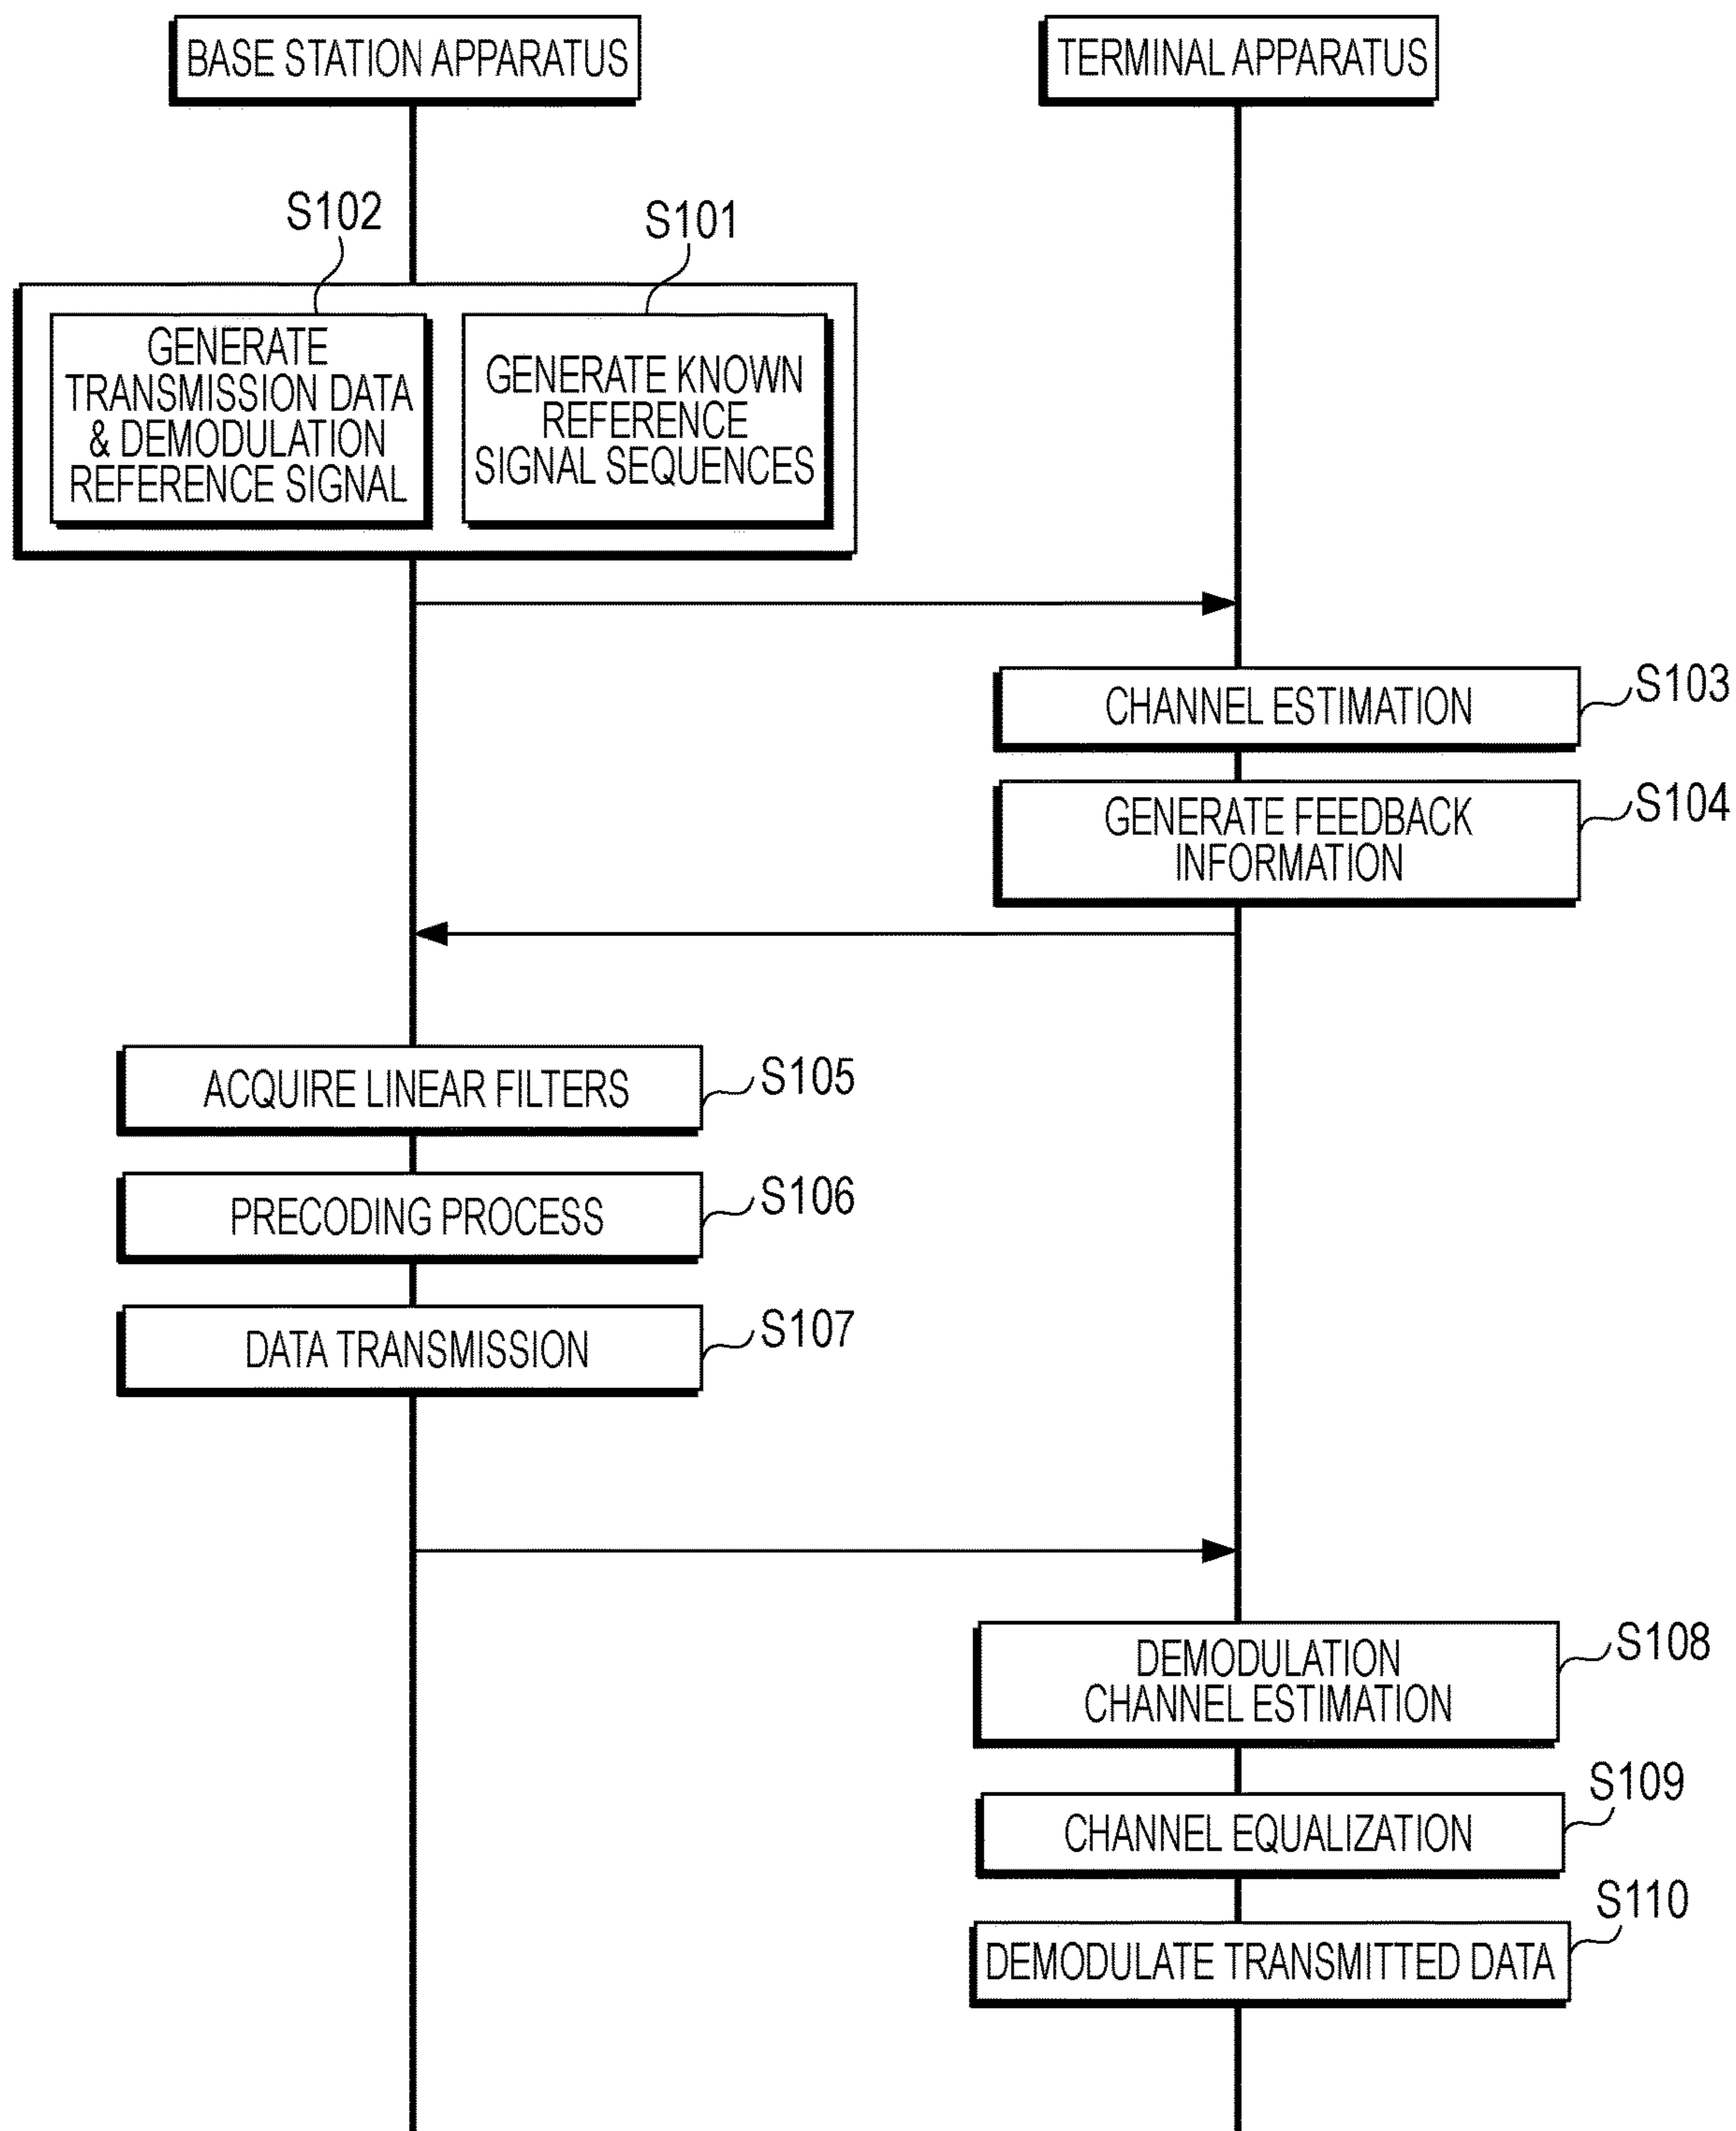 BASE STATION APPARATUS
TERMINAL APPARATUS
S102
S101
GENERATE
TRANSMISSION DATA
& DEMODULATION
REFERENCE SIGNAL
GENERATE KNOWN
REFERENCE
SIGNAL SEQUENCES
CHANNEL ESTIMATION
S103
GENERATE FEEDBACK
INFORMATION
S104
ACQUIRE LINEAR FILTERS
S105
PRECODING PROCESS
S106
DATA TRANSMISSION
S107
DEMODULATION
CHANNEL ESTIMATION
S108
CHANNEL EQUALIZATION
S109
DEMODULATE TRANSMITTED DATA
S110